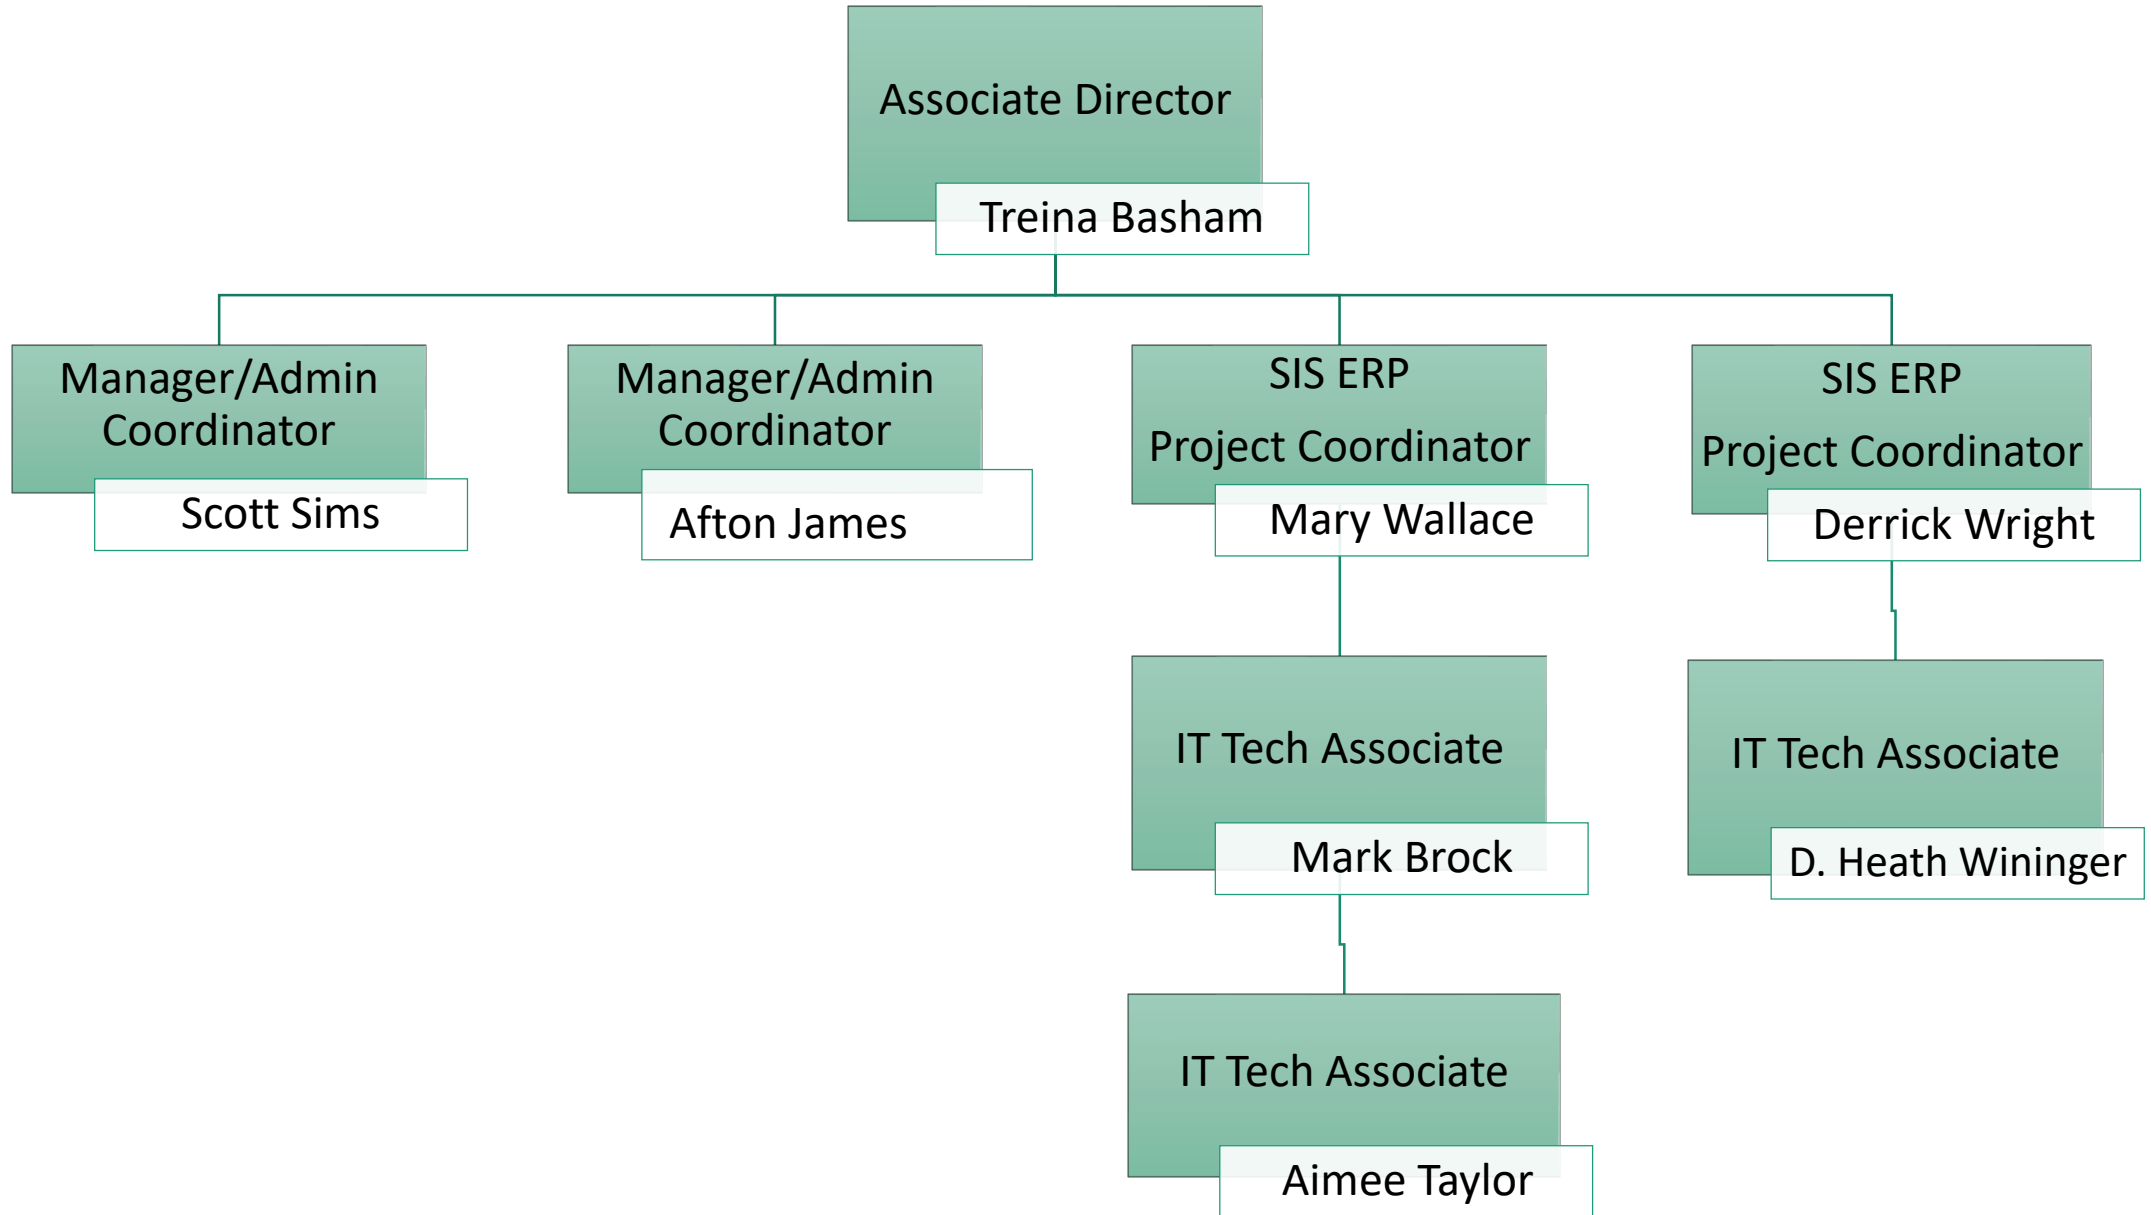 Associate Director
Treina Basham
Manager/Admin
Coordinator
Scott Sims
Manager/Admin
Coordinator
Afton James
SIS ERP
Project Coordinator
Mary Wallace
SIS ERP
Project Coordinator
Derrick Wright
IT Tech Associate
Mark Brock
IT Tech Associate
D. Heath Wininger
IT Tech Associate
Aimee Taylor